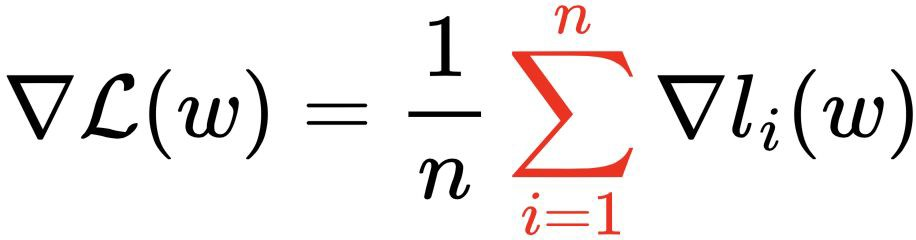 ∇ℒ(w) = 1/n ∑_{i=1}^{n} ∇l_i(w)